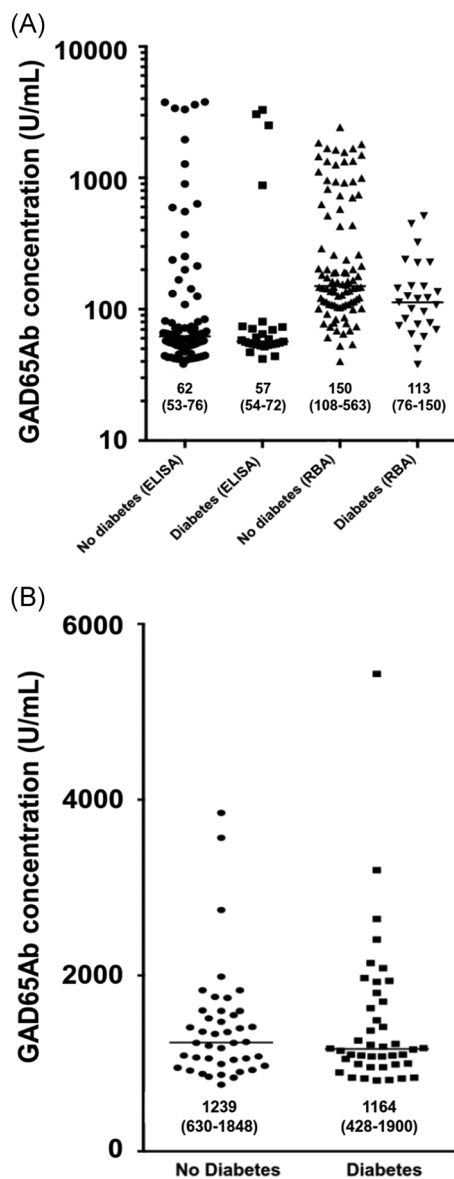 (A)
GAD65Ab concentration (U/mL)
10000
1000
100
10
62 57 150 113
(53-76) (54-72) (108-563) (76-150)
No diabetes (ELISA)
Diabetes (ELISA)
No diabetes (RBA)
Diabetes (RBA)
(B)
GAD65Ab concentration (U/mL)
6000
4000
2000
0
1239 1164
(630-1848) (428-1900)
No Diabetes Diabetes